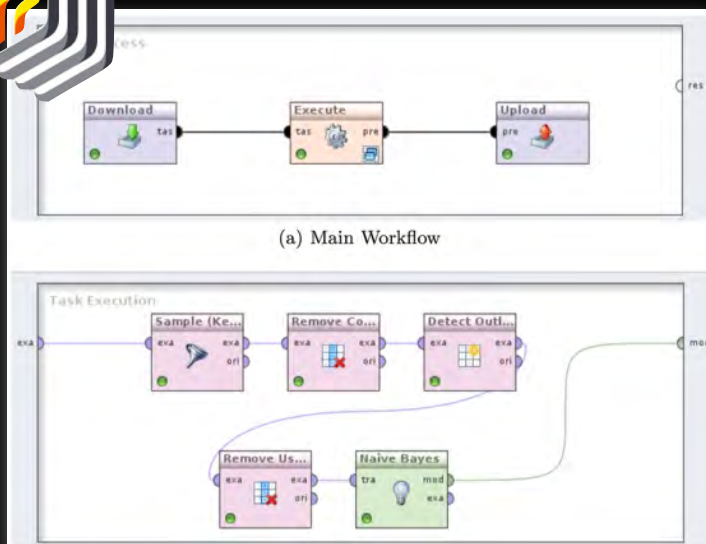 cess
res
Download
tas
Execute
tas pre
Upload
pre
(a) Main Workflow
Task Execution
exa
Sample (Ke...
exa exa
ori
Remove Co...
exa exa
ori
Detect Outl...
exa exa
ori
mod
Remove Us...
exa exa
ori
Naive Bayes
tra mod
exa